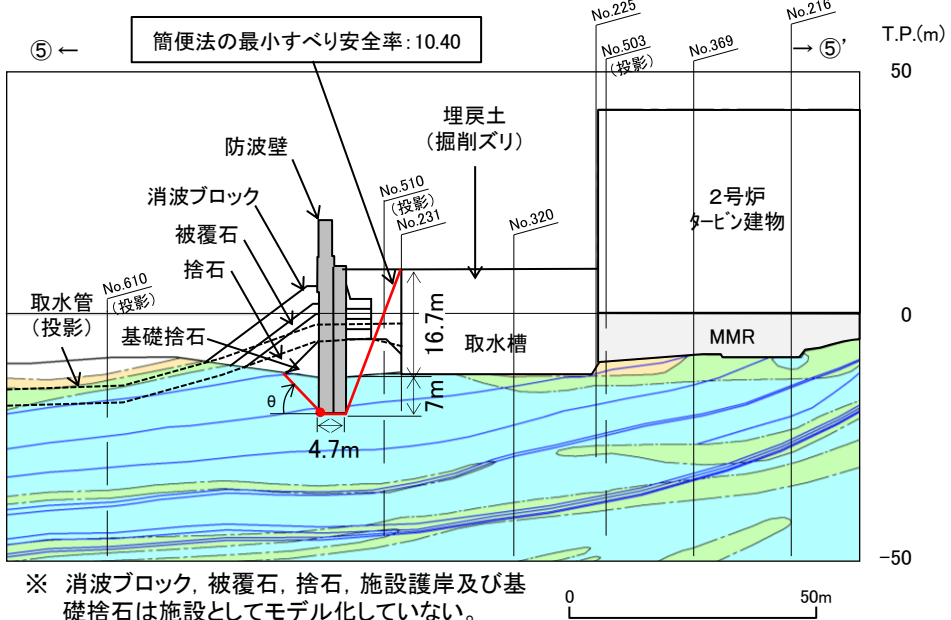 No.225
No.216
⑤ ←
簡便法の最小すべり安全率：10.40
No.503
(投影)
No.369
→ ⑤’
T.P.(m)
50
埋戻土
(掘削ズリ)
防波壁
消波ブロック
No.510
(投影)
No.231
2号炉
タービン建物
被覆石
No.320
捨石
No.610
(投影)
取水管
(投影)
16.7m
0
基礎捨石
取水槽
MMR
θ
7m
4.7m
-50
※ 消波ブロック，被覆石，捨石，施設護岸及び基
礎捨石は施設としてモデル化していない。
0
50m